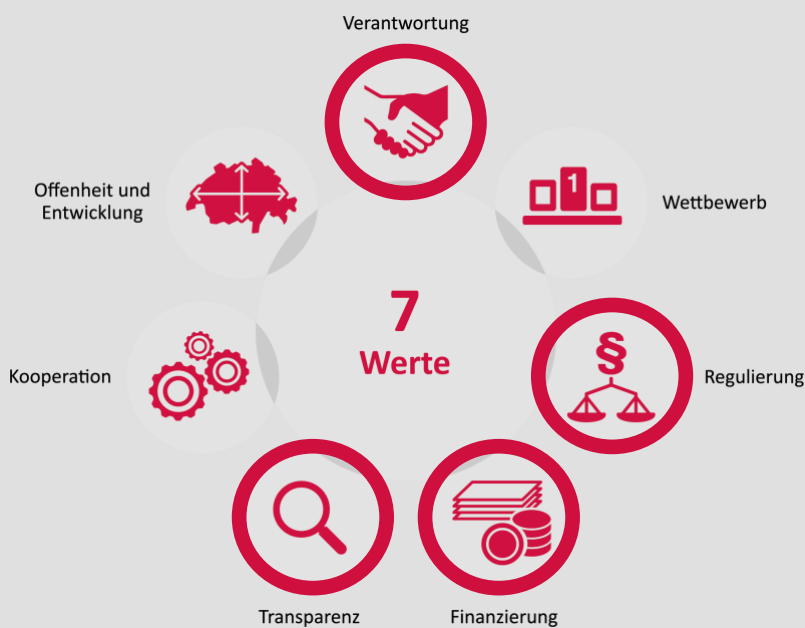 Verantwortung
Offenheit und
Entwicklung
1
Wettbewerb
7
Werte
Kooperation
§
Regulierung
Transparenz
Finanzierung